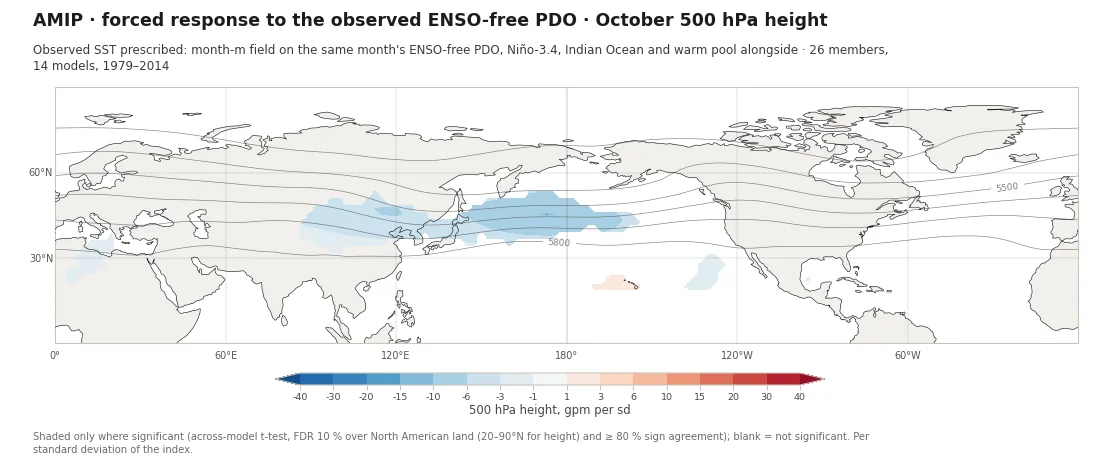 AMIP · forced response to the observed ENSO-free PDO · October 500 hPa height
Observed SST prescribed: month-m field on the same month's ENSO-free PDO, Niño-3.4, Indian Ocean and warm pool alongside · 26 members,
14 models, 1979–2014
60°N
30°N
5500
5800
0° 60°E 120°E 180° 120°W 60°W
-40 -30 -20 -15 -10 -6 -3 -1 1 3 6 10 15 20 30 40
500 hPa height, gpm per sd
Shaded only where significant (across-model t-test, FDR 10 % over North American land (20–90°N for height) and ≥ 80 % sign agreement); blank = not significant. Per
standard deviation of the index.